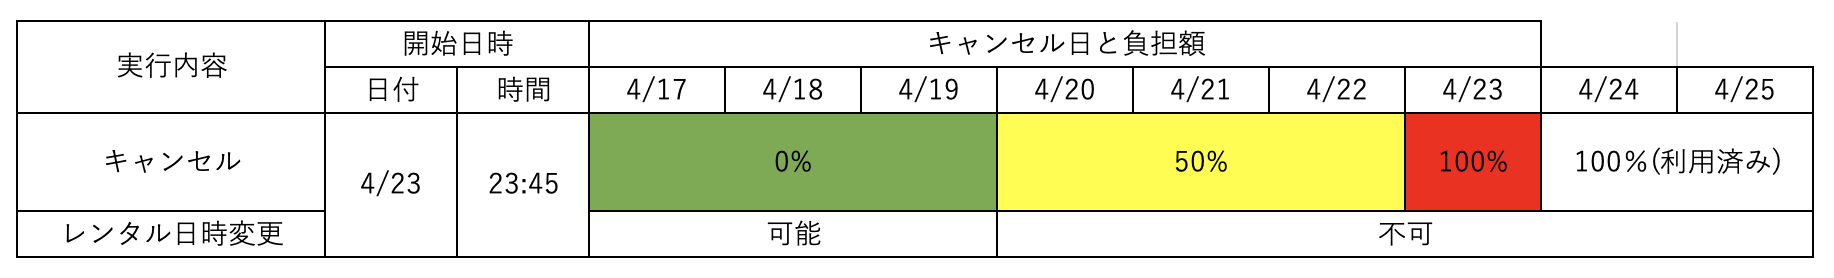 実行内容
開始日時
キャンセル日と負担額
日付
時間
4/17
4/18
4/19
4/20
4/21
4/22
4/23
4/24
4/25
キャンセル
4/23
23:45
0%
50%
100%
100％(利用済み)
レンタル日時変更
可能
不可